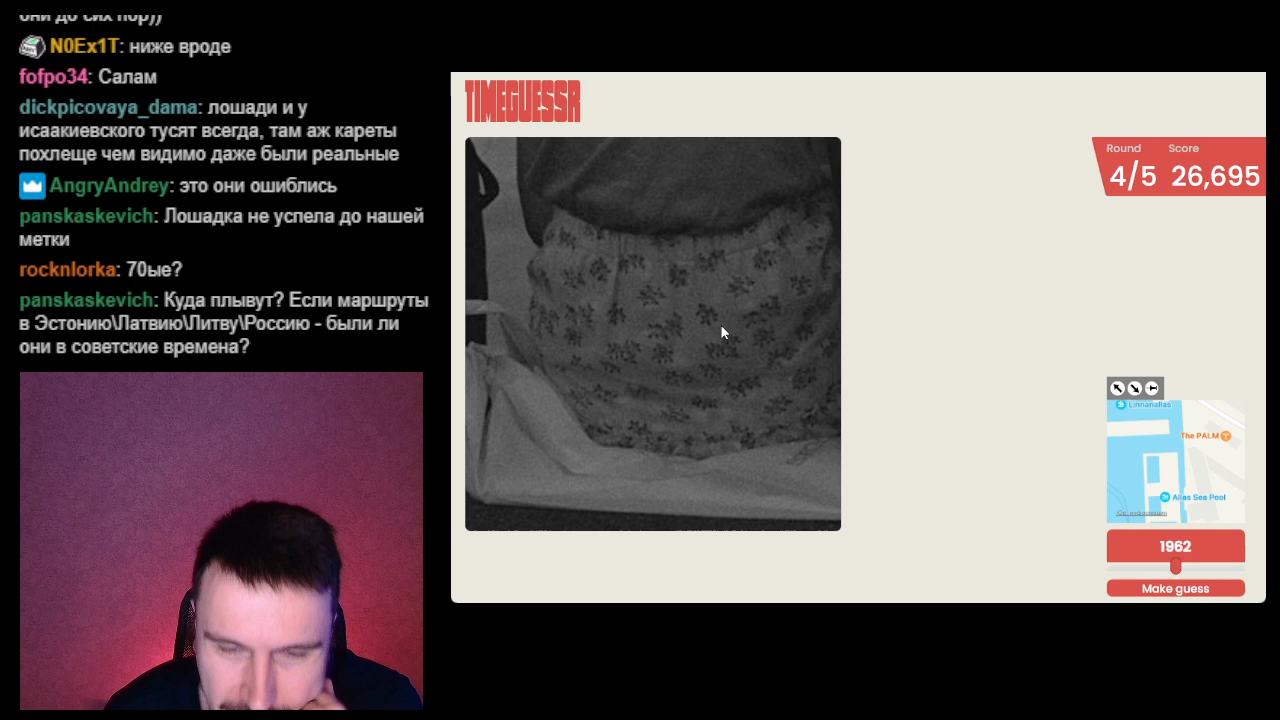 они до сих пор))
N0Ex1T: ниже вроде
fofpo34: Салам
dickpicovaya_dama: лошади и у
исаакиевского тусят всегда, там аж кареты
похлеще чем видимо даже были реальные
AngryAndrey: это они ошиблись
panskaskevich: Лошадка не успела до нашей
метки
rocknlorka: 70ые?
panskaskevich: Куда плывут? Если маршруты
в Эстонию\Латвию\Литву\Россию - были ли
они в советские времена?
TIMEGUESSR
Round Score
4/5 26,695
Linnanallas
The PALM
Allas Sea Pool
1962
Make guess